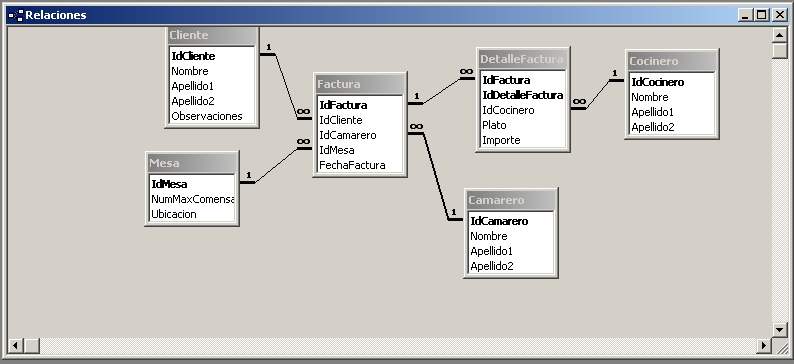 Relaciones
Cliente
IdCliente
Nombre
Apellido1
Apellido2
Observaciones
1
∞
Factura
IdFactura
IdCliente
IdCamarero
IdMesa
FechaFactura
∞
1
∞
Mesa
IdMesa
NumMaxComensa
Ubicacion
1
DetalleFactura
IdFactura
IdDetalleFactura
IdCocinero
Plato
Importe
∞
∞
1
Cocinero
IdCocinero
Nombre
Apellido1
Apellido2
Camarero
IdCamarero
Nombre
Apellido1
Apellido2
1